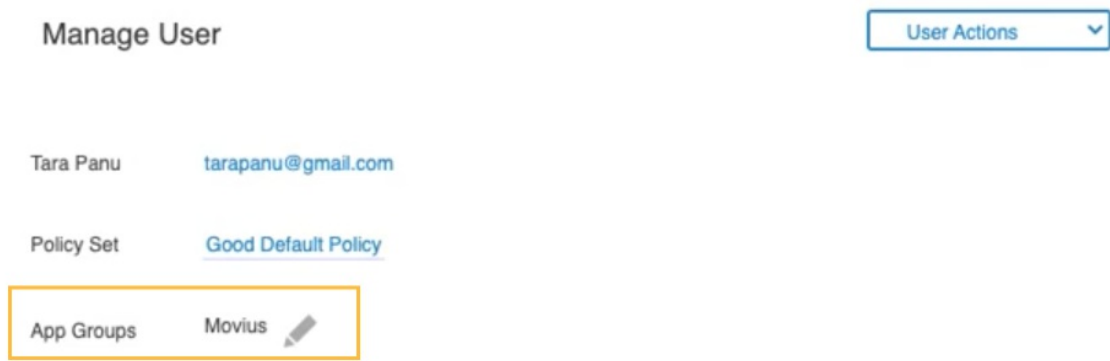 Manage User
User Actions
Tara Panu tarapanu@gmail.com
Policy Set Good Default Policy
App Groups Movius